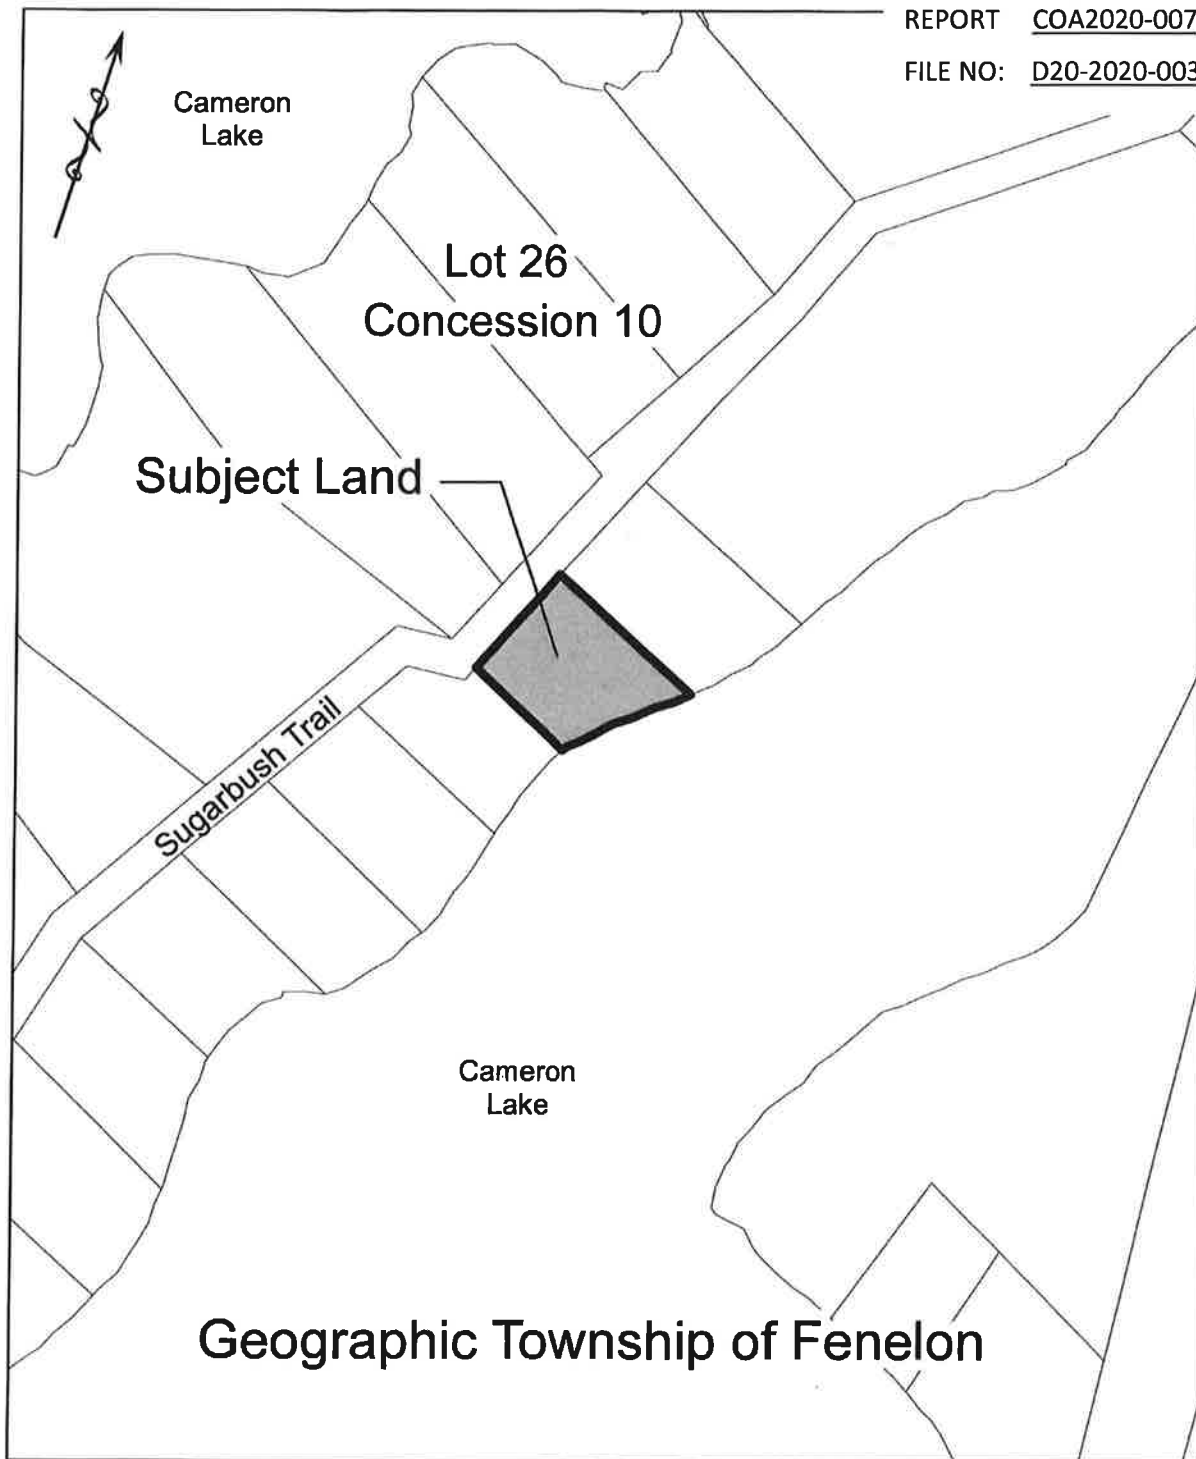 REPORT COA2020-007
FILE NO: D20-2020-003
Cameron
Lake
Lot 26
Concession 10
Subject Land
Sugarbush Trail
Cameron
Lake
Geographic Township of Fenelon